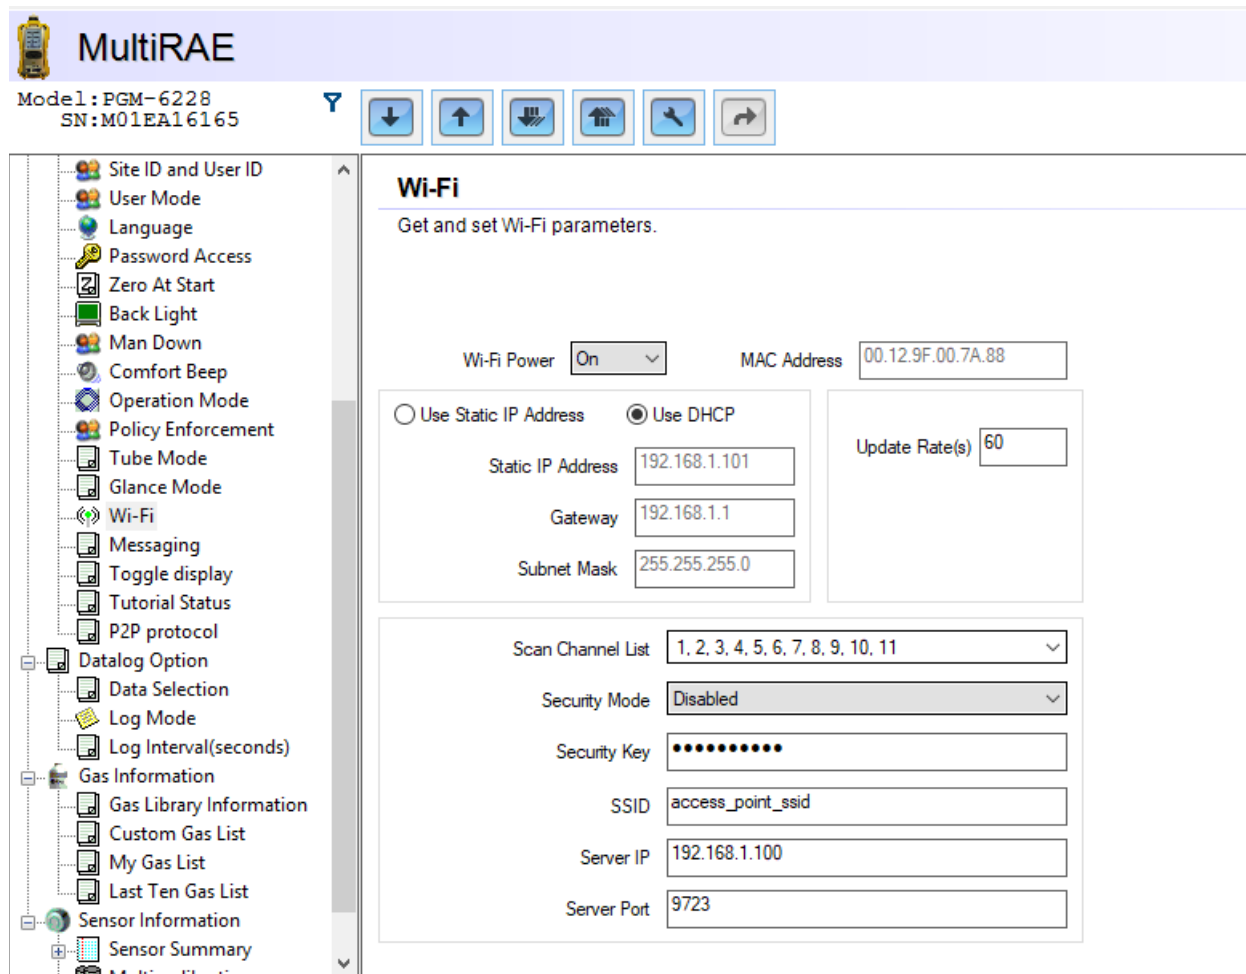 MultiRAE
Model:PGM-6228
SN:M01EA16165
Site ID and User ID
User Mode
Language
Password Access
Zero At Start
Back Light
Man Down
Comfort Beep
Operation Mode
Policy Enforcement
Tube Mode
Glance Mode
Wi-Fi
Messaging
Toggle display
Tutorial Status
P2P protocol
Datalog Option
Data Selection
Log Mode
Log Interval(seconds)
Gas Information
Gas Library Information
Custom Gas List
My Gas List
Last Ten Gas List
Sensor Information
Sensor Summary
Wi-Fi
Get and set Wi-Fi parameters.
Wi-Fi Power On MAC Address 00.12.9F.00.7A.88
Use Static IP Address Use DHCP
Static IP Address 192.168.1.101
Gateway 192.168.1.1
Subnet Mask 255.255.255.0
Update Rate(s) 60
Scan Channel List 1, 2, 3, 4, 5, 6, 7, 8, 9, 10, 11
Security Mode Disabled
Security Key ●●●●●●●●●●
SSID access_point_ssid
Server IP 192.168.1.100
Server Port 9723